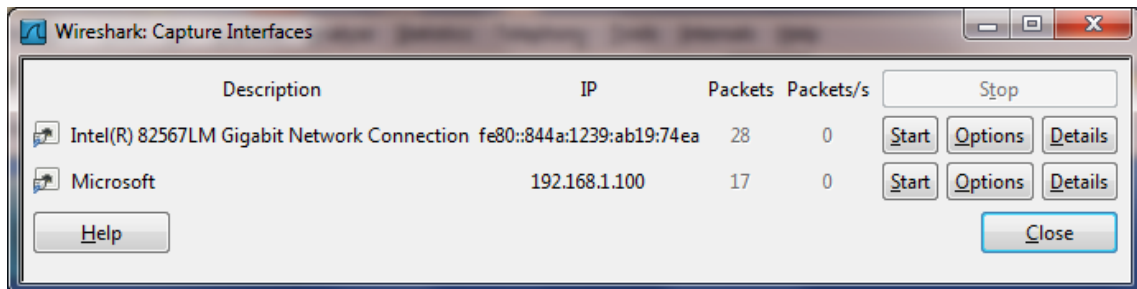 Wireshark: Capture Interfaces
Description IP Packets Packets/s Stop
Intel(R) 82567LM Gigabit Network Connection fe80::844a:1239:ab19:74ea 28 0 Start Options Details
Microsoft 192.168.1.100 17 0 Start Options Details
Help Close